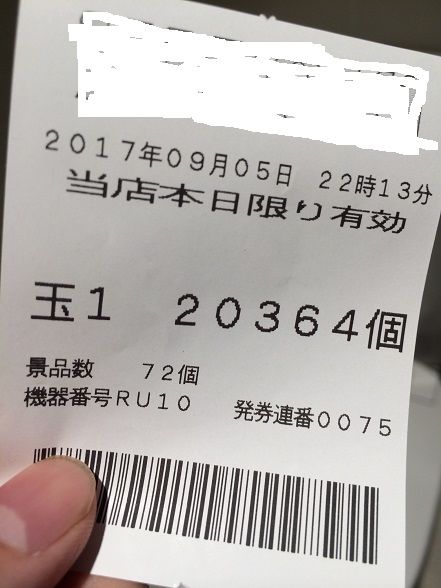 ２０１７年０９月０５日 ２２時１３分
当店本日限り有効
玉１ ２０３６４個
景品数 ７２個
機器番号ＲＵ１０ 発券連番００７５